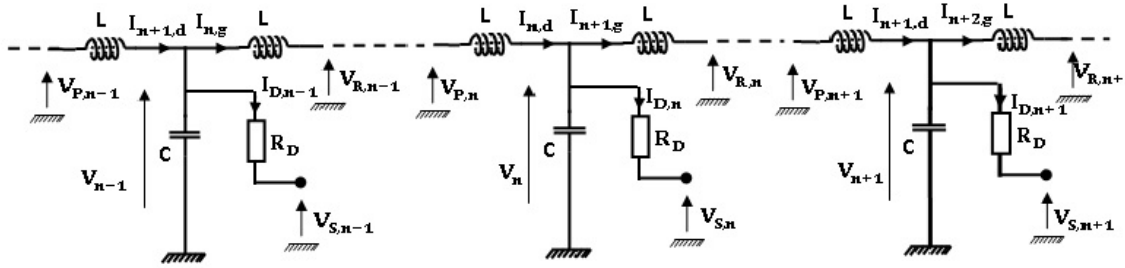 L I_{n+1,d} I_{n,g} L
V_{P,n-1} V_{R,n-1}
I_{D,n-1}
C R_D
V_{n-1}
V_{S,n-1}
L I_{n,d} I_{n+1,g} L
V_{P,n} V_{R,n}
I_{D,n}
C R_D
V_n
V_{S,n}
L I_{n+1,d} I_{n+2,g} L
V_{P,n+1} V_{R,n+
I_{D,n+1}
C R_D
V_{n+1}
V_{S,n+1}